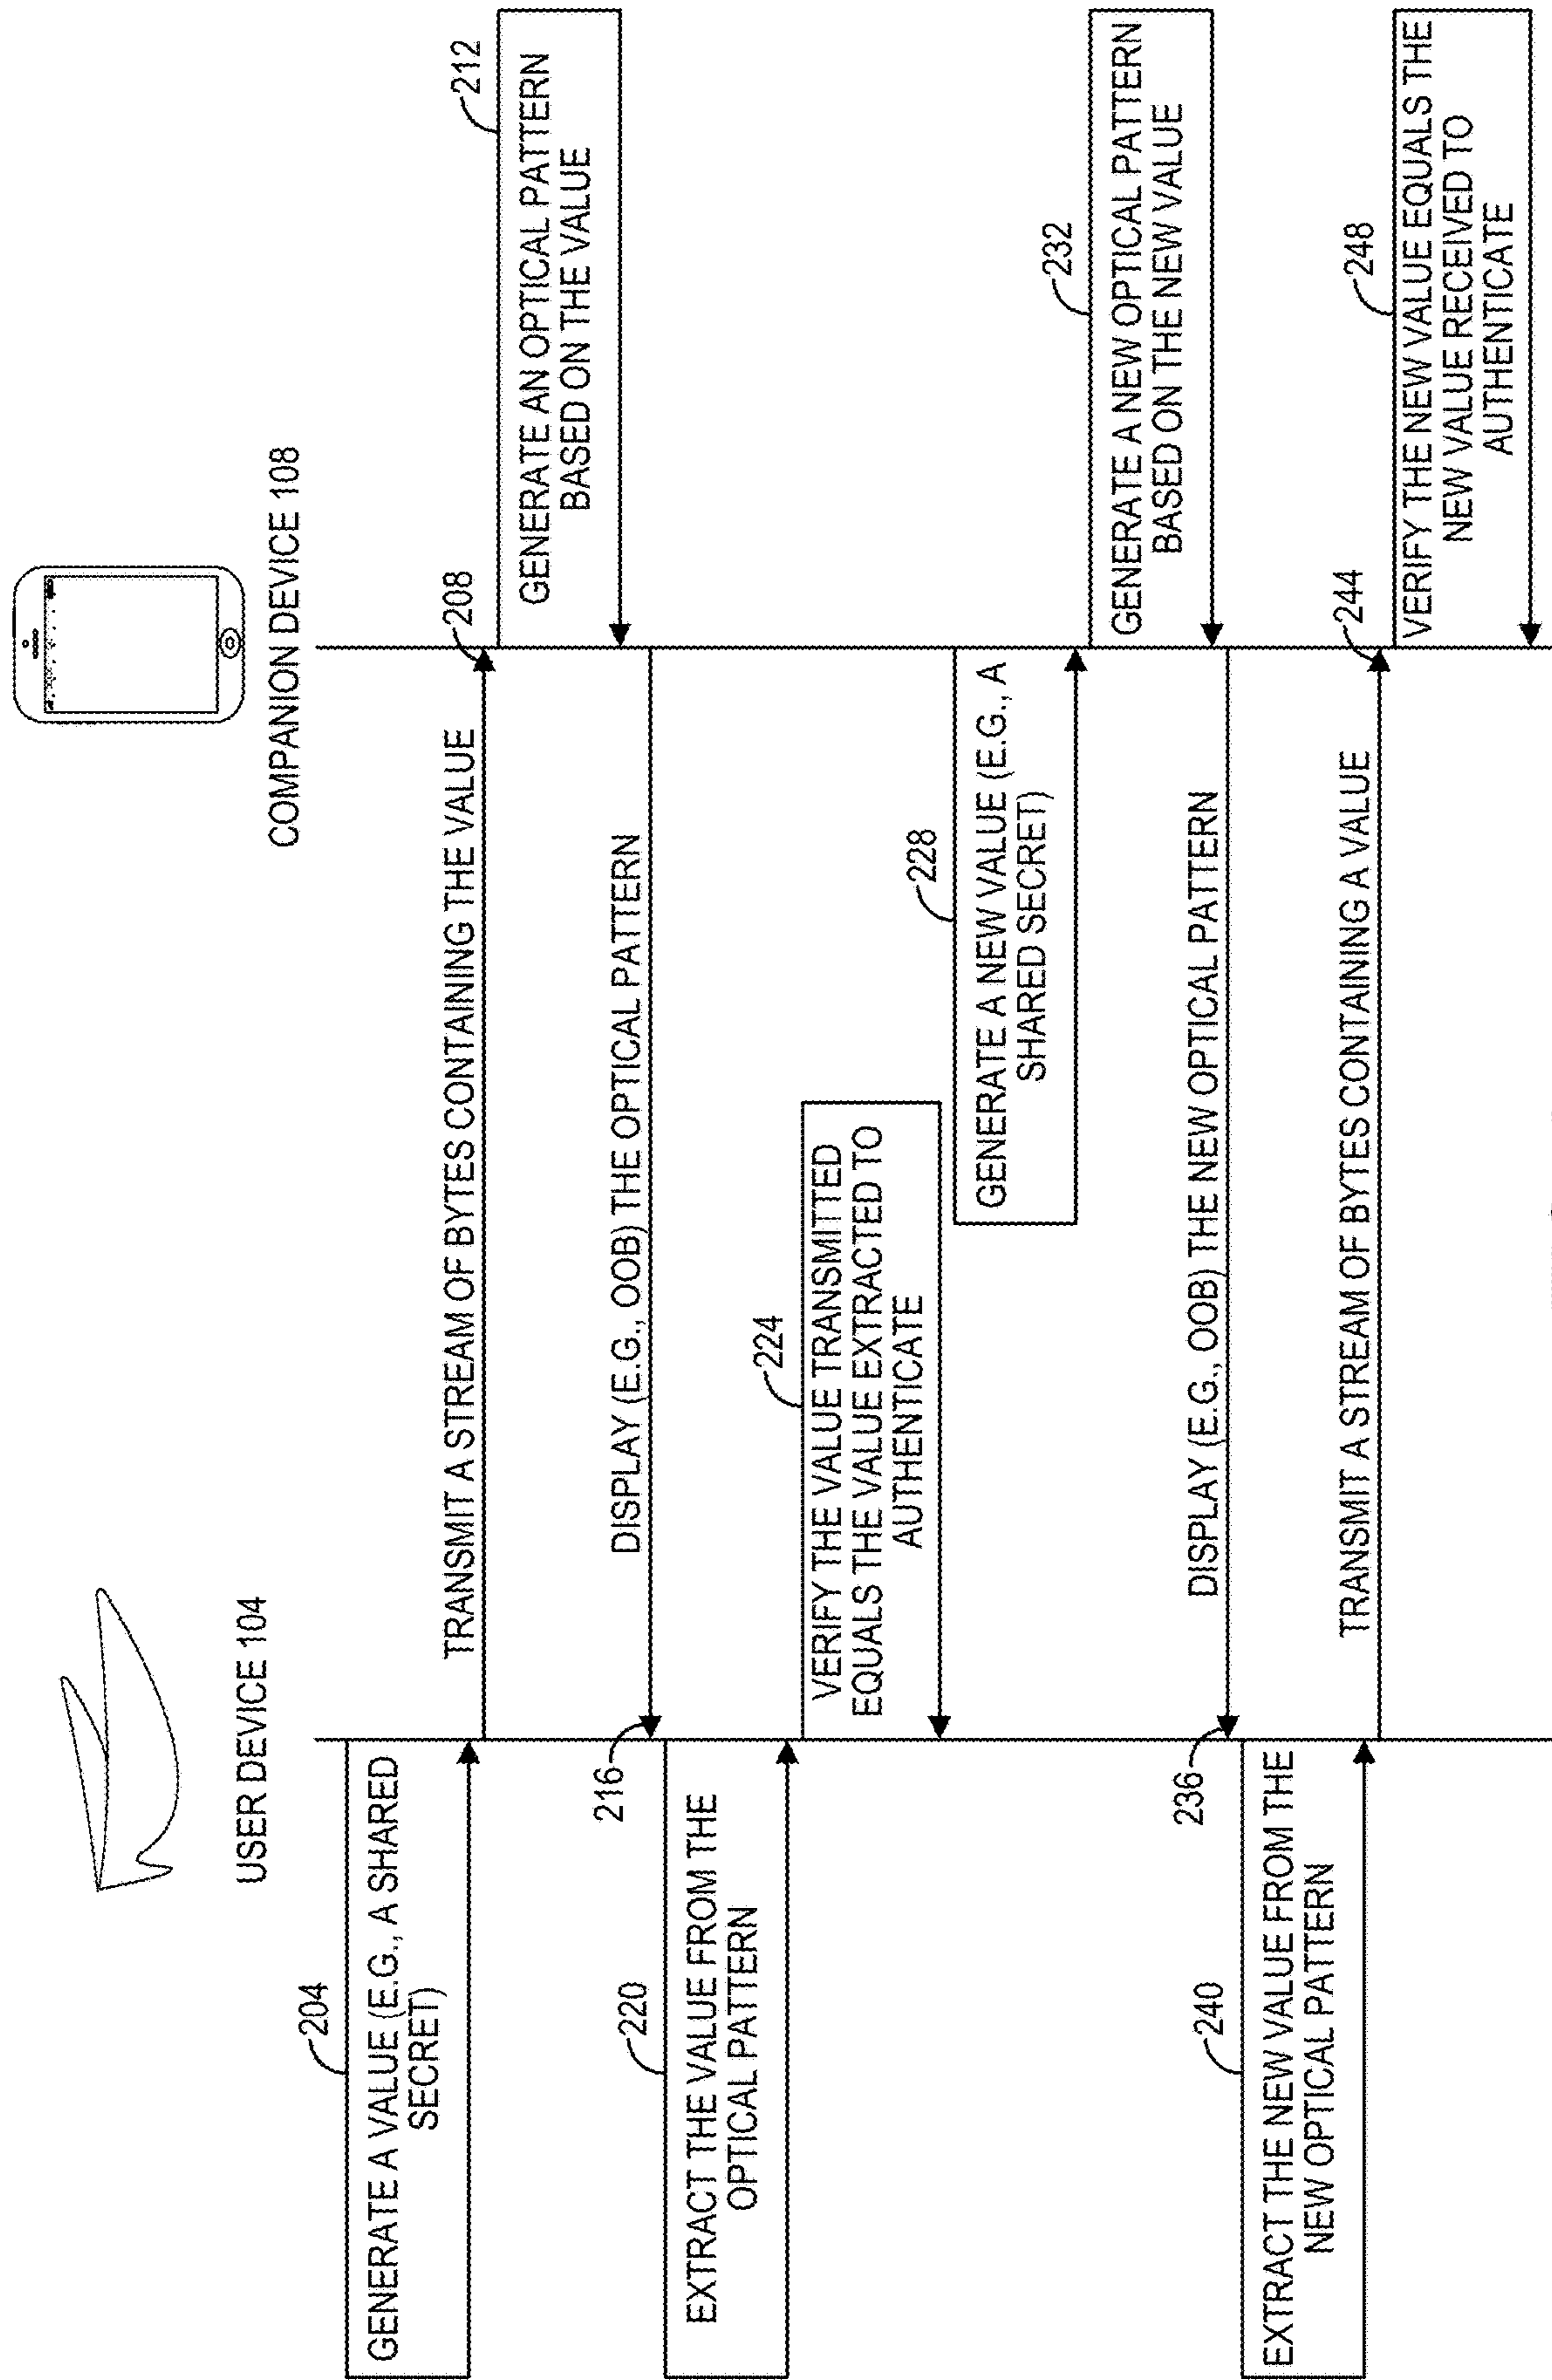 COMPANION DEVICE 108
USER DEVICE 104
204
GENERATE A VALUE (E.G., A SHARED
SECRET)
TRANSMIT A STREAM OF BYTES CONTAINING THE VALUE
208
212
GENERATE AN OPTICAL PATTERN
BASED ON THE VALUE
DISPLAY (E.G., OOB) THE OPTICAL PATTERN
216
220
EXTRACT THE VALUE FROM THE
OPTICAL PATTERN
224
VERIFY THE VALUE TRANSMITTED
EQUALS THE VALUE EXTRACTED TO
AUTHENTICATE
228
GENERATE A NEW VALUE (E.G., A
SHARED SECRET)
232
GENERATE A NEW OPTICAL PATTERN
BASED ON THE NEW VALUE
DISPLAY (E.G., OOB) THE NEW OPTICAL PATTERN
236
240
EXTRACT THE NEW VALUE FROM THE
NEW OPTICAL PATTERN
TRANSMIT A STREAM OF BYTES CONTAINING A VALUE
244
248
VERIFY THE NEW VALUE EQUALS THE
NEW VALUE RECEIVED TO
AUTHENTICATE